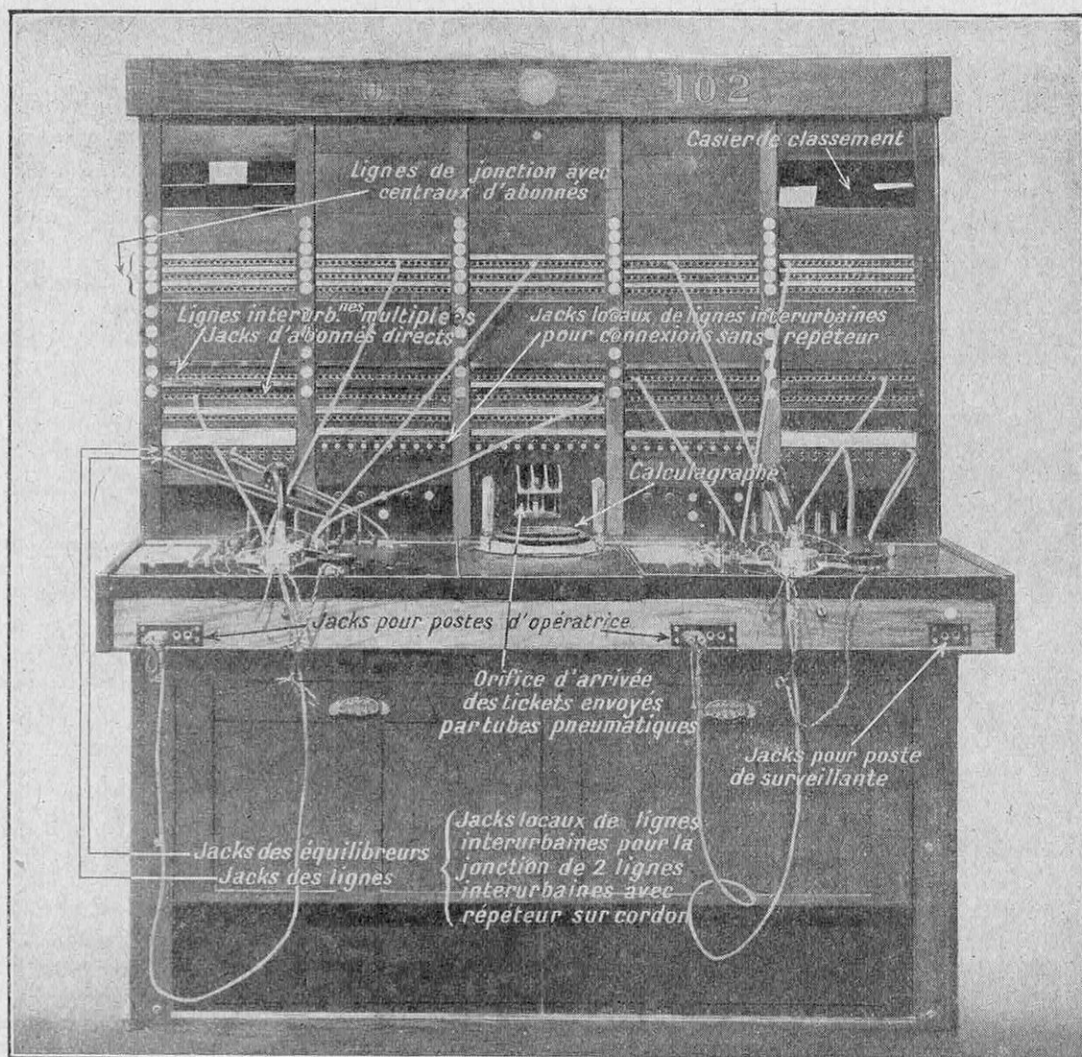 102
Casier de classement
Lignes de jonction avec
centraux d'abonnés
Lignes interurb.nes multiplees
Jacks d'abonnés directs
Jacks locaux de lignes interurbaines
pour connexions sans répéteur
Calculagraphe
Jacks pour postes d'opératrice
Orifice d'arrivée
des tickets envoyés
par tubes pneumatiques
Jacks pour poste
de surveillante
Jacks des équilibreurs
Jacks des lignes
Jacks locaux de lignes
interurbaines pour la
jonction de 2 lignes
interurbaines avec
répéteur sur cordon